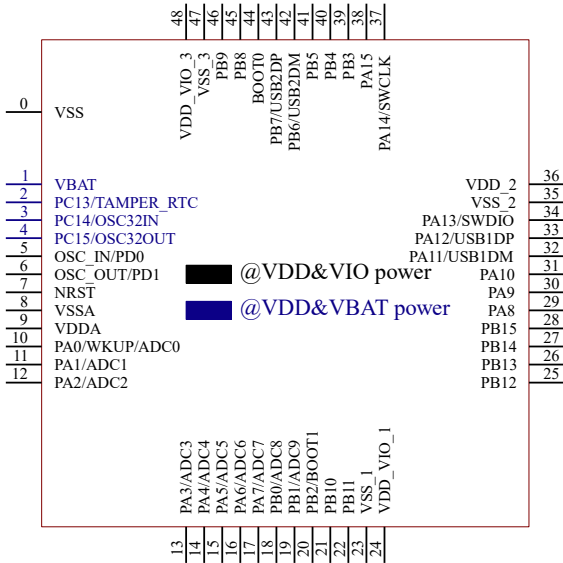 48
47
46
45
44
43
42
41
40
39
38
37
VDD_VIO_3
VSS_3
PB9
PB8
BOOT0
PB7/USB2DP
PB6/USB2DM
PB5
PB4
PB3
PA15
PA14/SWCLK
0 VSS
1 VBAT
2 PC13/TAMPER_RTC
3 PC14/OSC32IN
4 PC15/OSC32OUT
5 OSC_IN/PD0
6 OSC_OUT/PD1
7 NRST
8 VSSA
9 VDDA
10 PA0/WKUP/ADC0
11 PA1/ADC1
12 PA2/ADC2
@VDD&VIO power
@VDD&VBAT power
VDD_2 36
VSS_2 35
PA13/SWDIO 34
PA12/USB1DP 33
PA11/USB1DM 32
PA10 31
PA9 30
PA8 29
PB15 28
PB14 27
PB13 26
PB12 25
PA3/ADC3
PA4/ADC4
PA5/ADC5
PA6/ADC6
PA7/ADC7
PB0/ADC8
PB1/ADC9
PB2/BOOT1
PB10
PB11
VSS_1
VDD_VIO_1
13
14
15
16
17
18
19
20
21
22
23
24